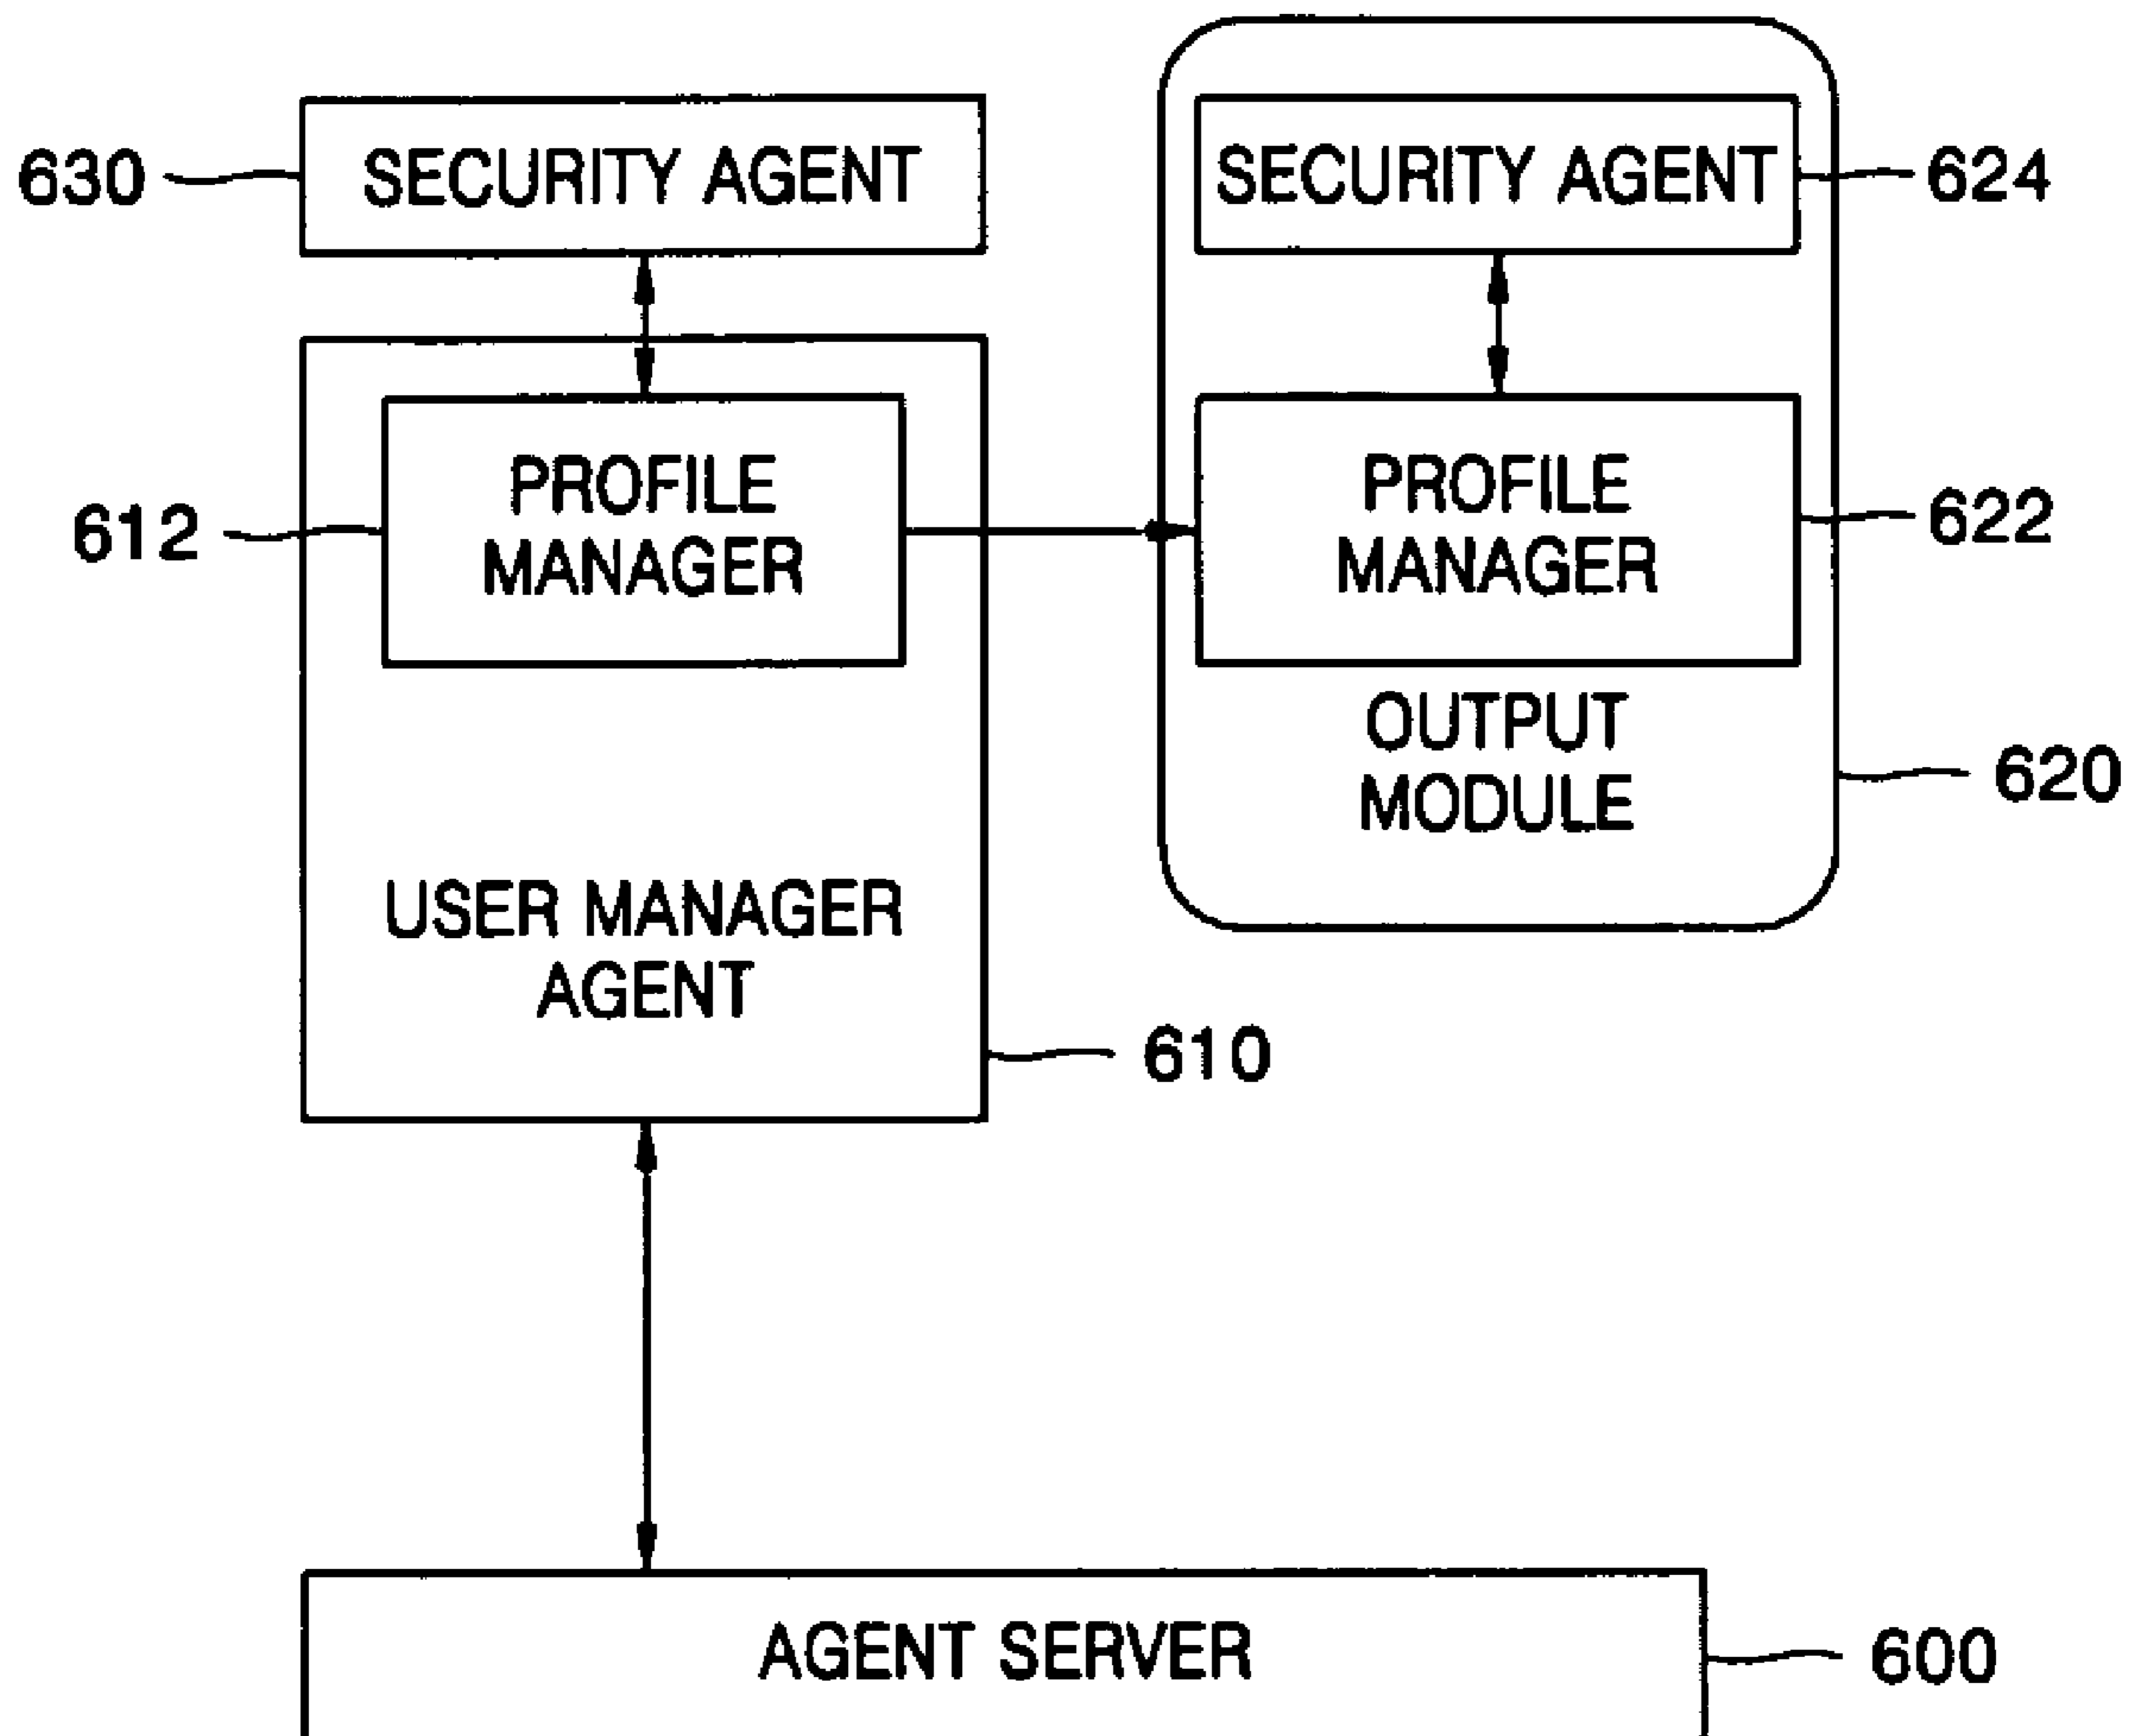 630
SECURITY AGENT
SECURITY AGENT
624
612
PROFILE
MANAGER
PROFILE
MANAGER
622
OUTPUT
MODULE
620
USER MANAGER
AGENT
610
AGENT SERVER
600